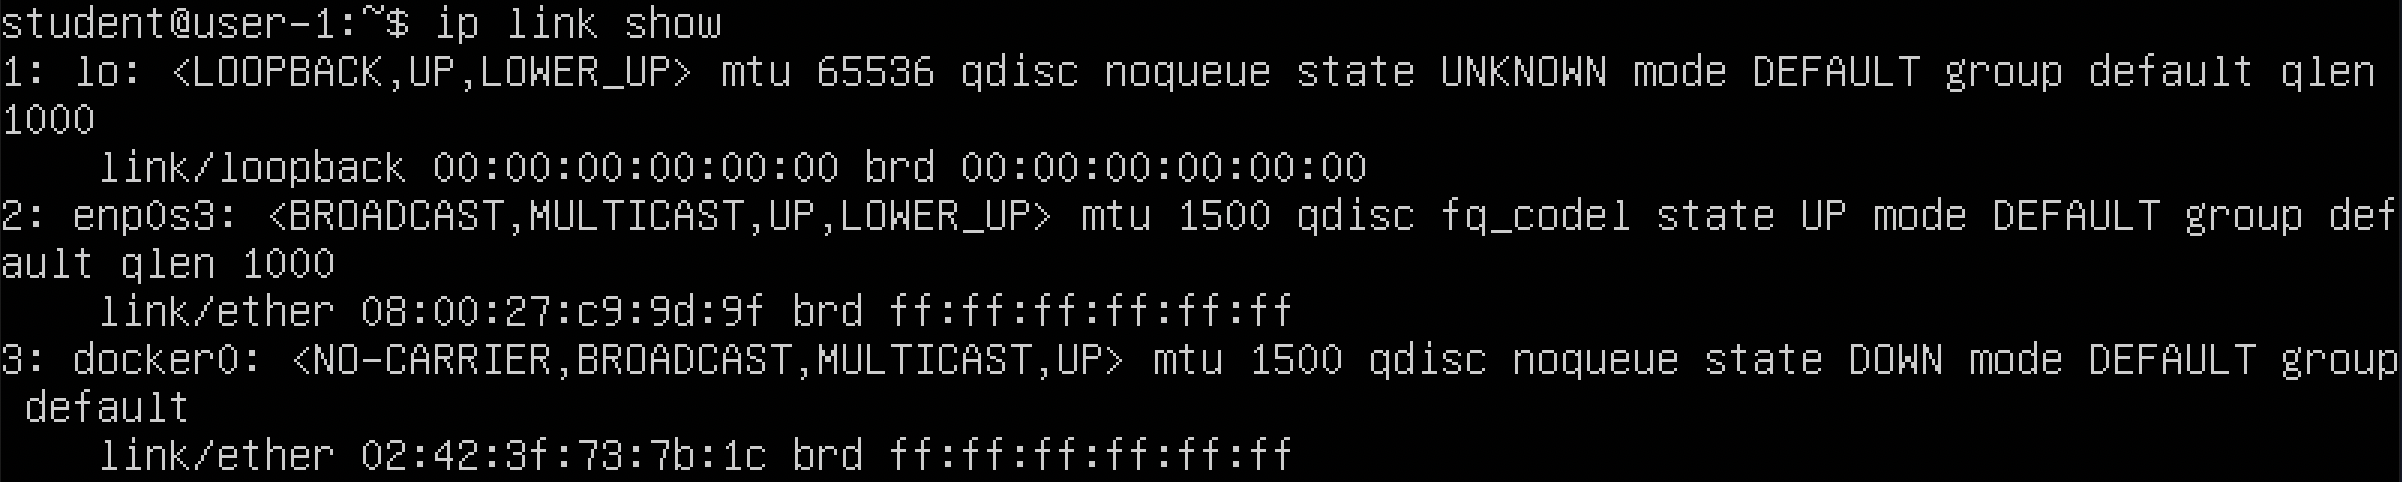 student@user-1:~$ ip link show
1: lo: <LOOPBACK,UP,LOWER_UP> mtu 65536 qdisc noqueue state UNKNOWN mode DEFAULT group default qlen
1000
    link/loopback 00:00:00:00:00:00 brd 00:00:00:00:00:00
2: enp0s3: <BROADCAST,MULTICAST,UP,LOWER_UP> mtu 1500 qdisc fq_codel state UP mode DEFAULT group def
ault qlen 1000
    link/ether 08:00:27:c9:9d:9f brd ff:ff:ff:ff:ff:ff
3: docker0: <NO-CARRIER,BROADCAST,MULTICAST,UP> mtu 1500 qdisc noqueue state DOWN mode DEFAULT group
 default
    link/ether 02:42:3f:73:7b:1c brd ff:ff:ff:ff:ff:ff